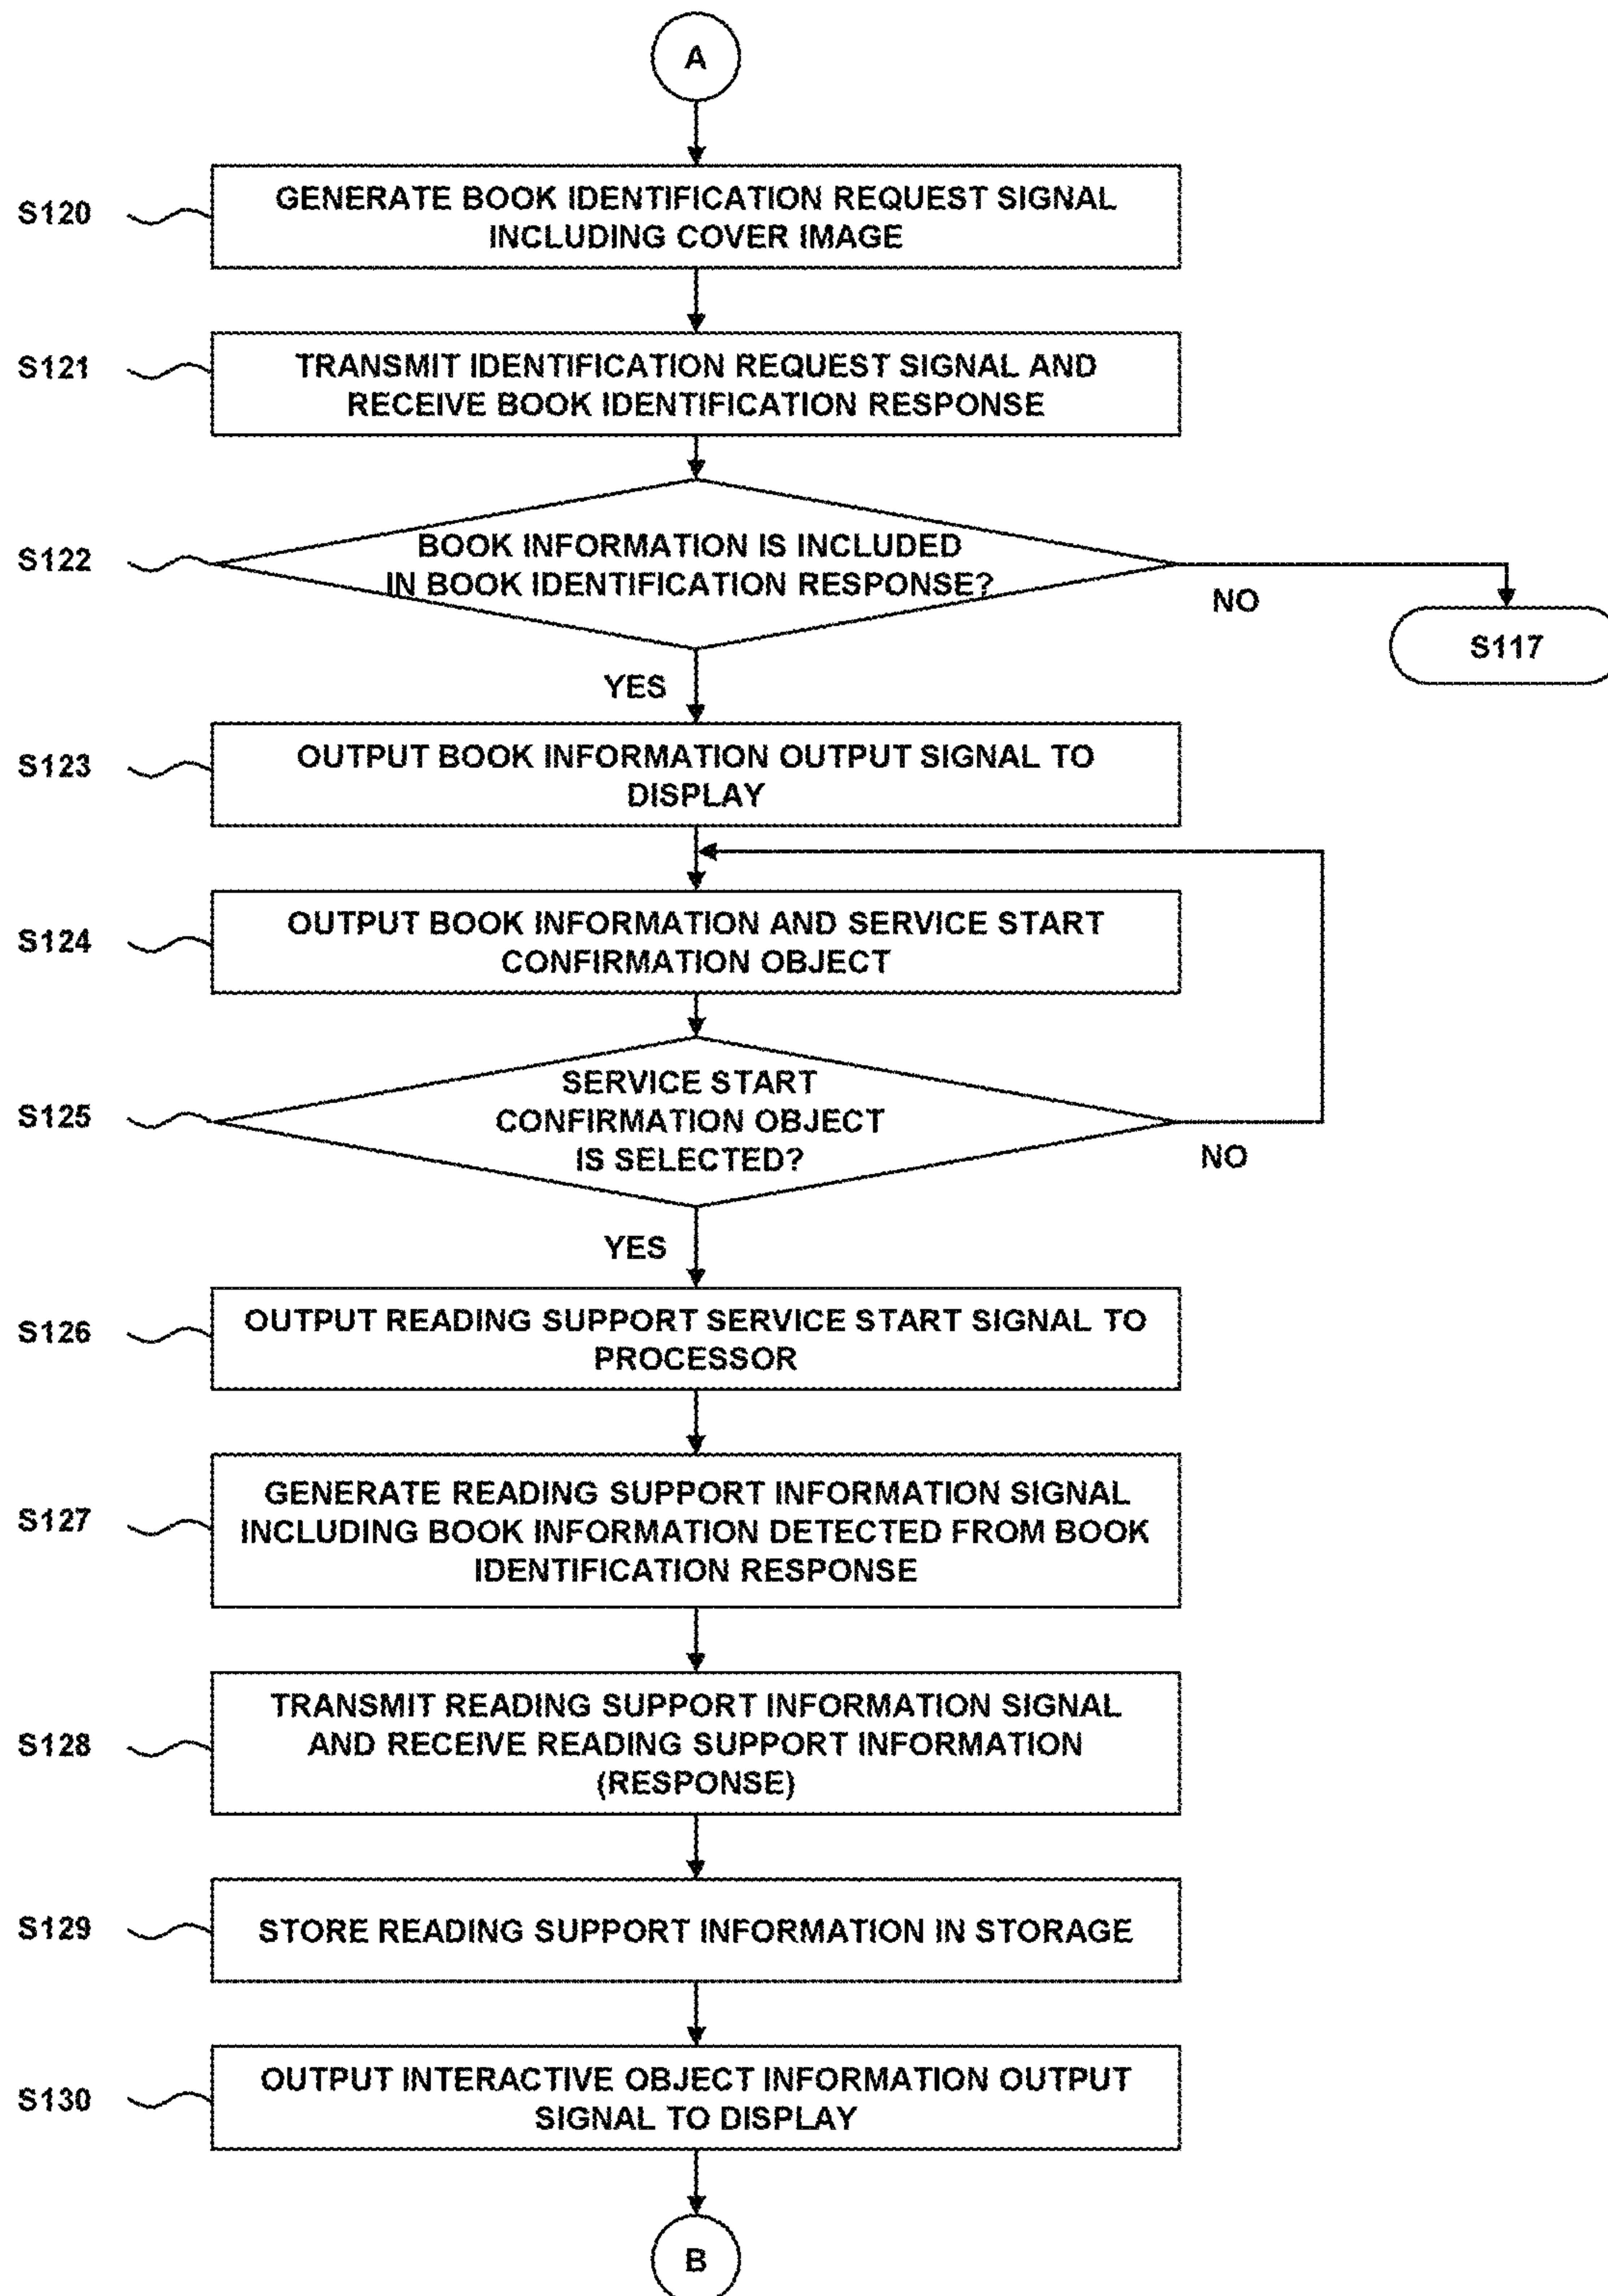 A
S120
GENERATE BOOK IDENTIFICATION REQUEST SIGNAL
INCLUDING COVER IMAGE
S121
TRANSMIT IDENTIFICATION REQUEST SIGNAL AND
RECEIVE BOOK IDENTIFICATION RESPONSE
S122
BOOK INFORMATION IS INCLUDED
IN BOOK IDENTIFICATION RESPONSE?
NO
S117
YES
S123
OUTPUT BOOK INFORMATION OUTPUT SIGNAL TO
DISPLAY
S124
OUTPUT BOOK INFORMATION AND SERVICE START
CONFIRMATION OBJECT
S125
SERVICE START
CONFIRMATION OBJECT
IS SELECTED?
NO
YES
S126
OUTPUT READING SUPPORT SERVICE START SIGNAL TO
PROCESSOR
S127
GENERATE READING SUPPORT INFORMATION SIGNAL
INCLUDING BOOK INFORMATION DETECTED FROM BOOK
IDENTIFICATION RESPONSE
S128
TRANSMIT READING SUPPORT INFORMATION SIGNAL
AND RECEIVE READING SUPPORT INFORMATION
(RESPONSE)
S129
STORE READING SUPPORT INFORMATION IN STORAGE
S130
OUTPUT INTERACTIVE OBJECT INFORMATION OUTPUT
SIGNAL TO DISPLAY
B